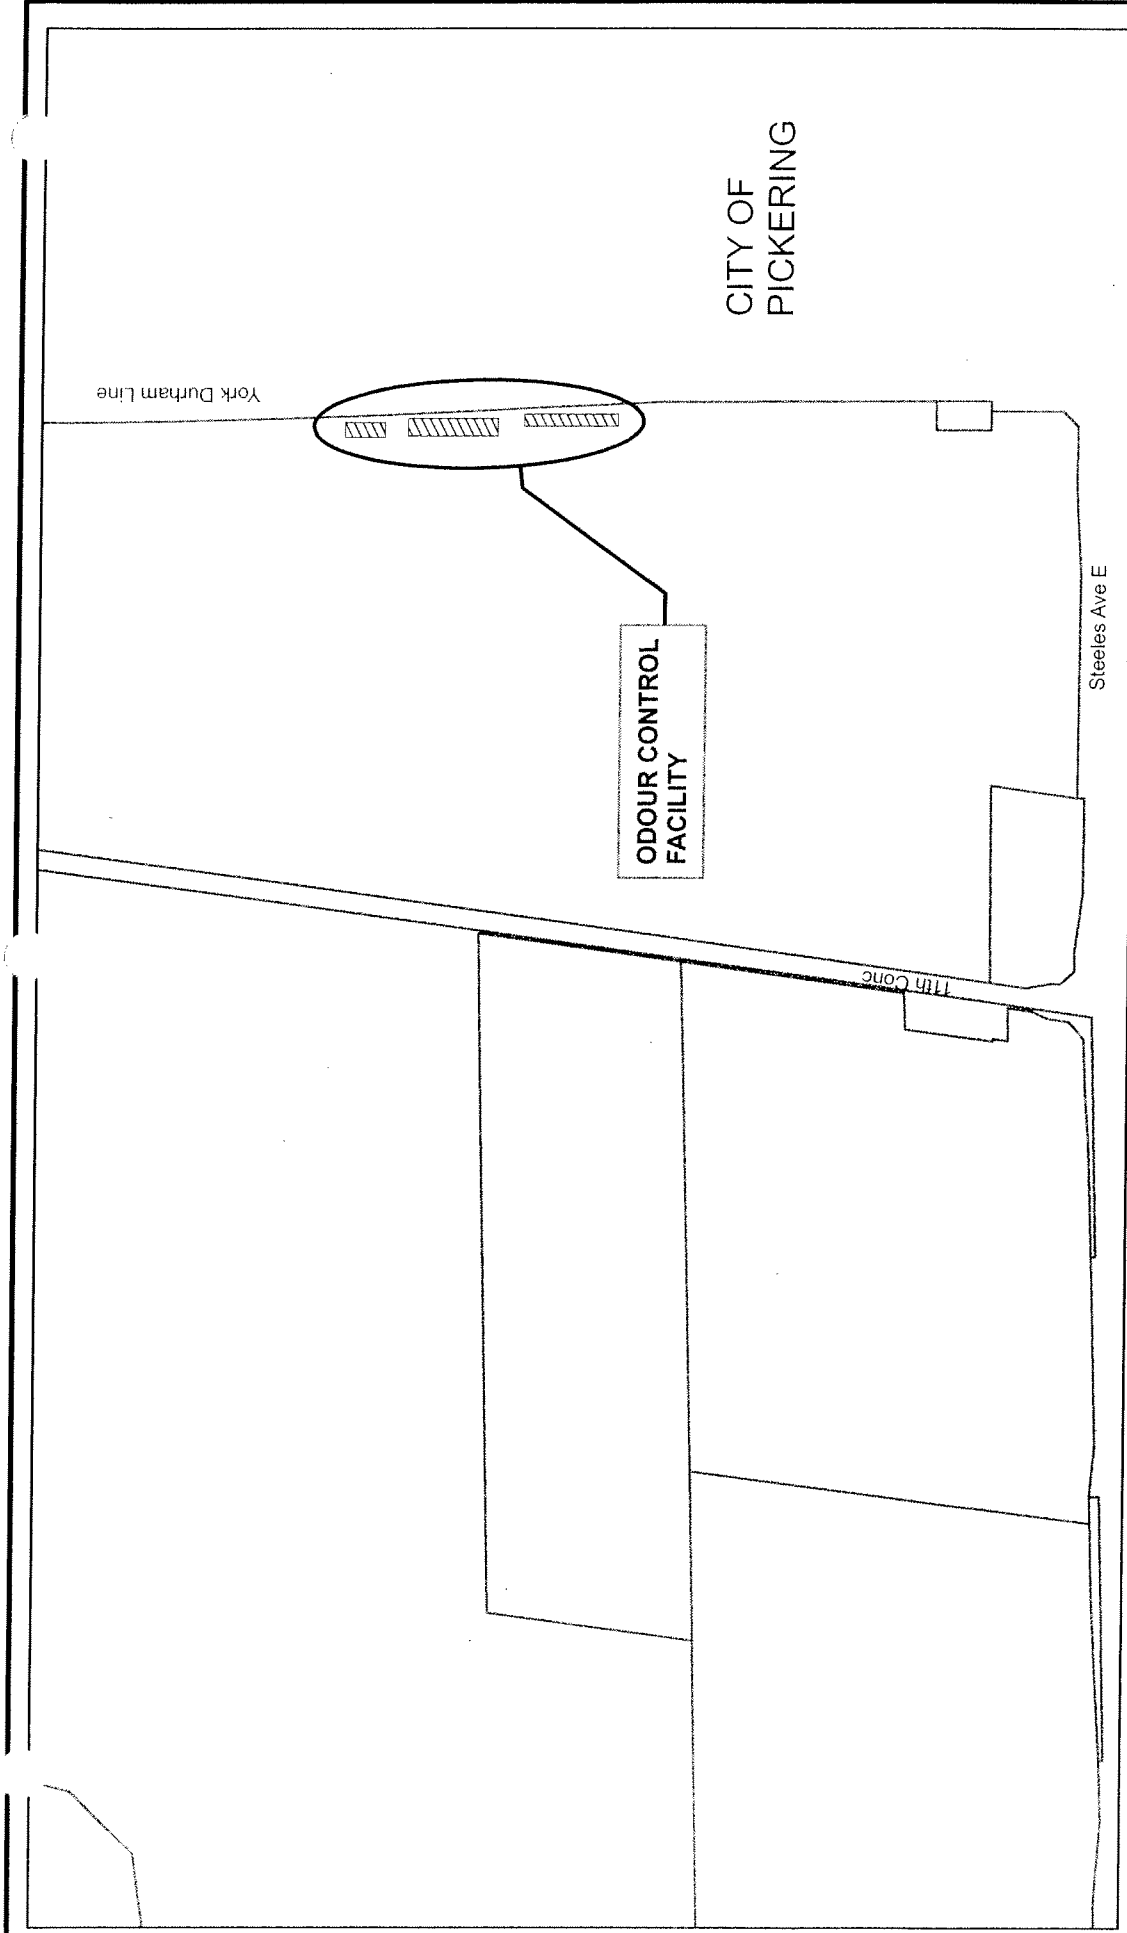 York Durham Line
CITY OF
PICKERING
ODOUR CONTROL
FACILITY
11th Conc
Steeles Ave E